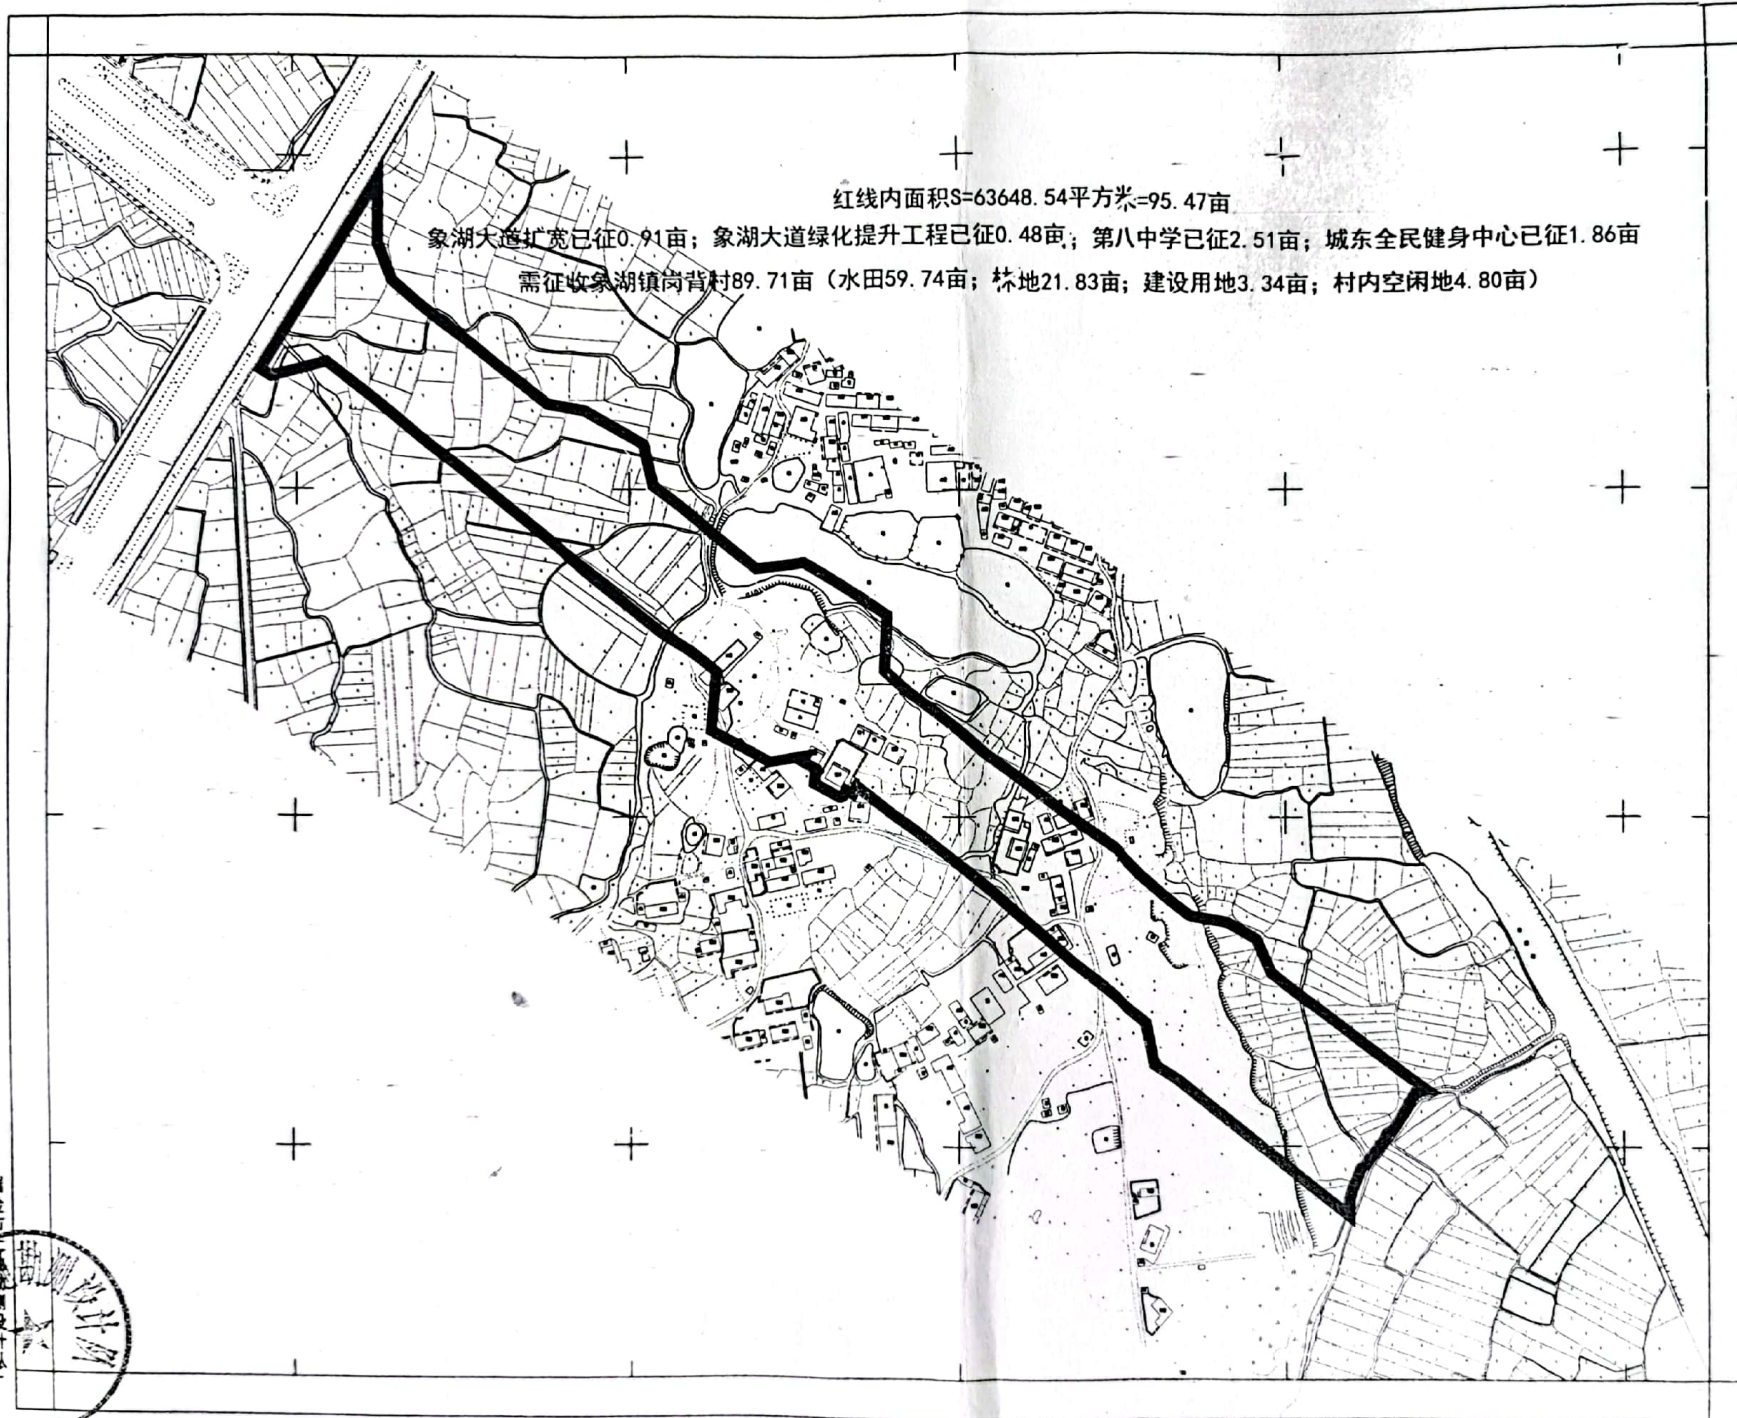 红线内面积S=63648.54平方米=95.47亩
象湖大道扩宽已征0.91亩；象湖大道绿化提升工程已征0.48亩；第八中学已征2.51亩；城东全民健身中心已征1.86亩
需征收象湖镇岗背村89.71亩（水田59.74亩；林地21.83亩；建设用地3.34亩；村内空闲地4.80亩）